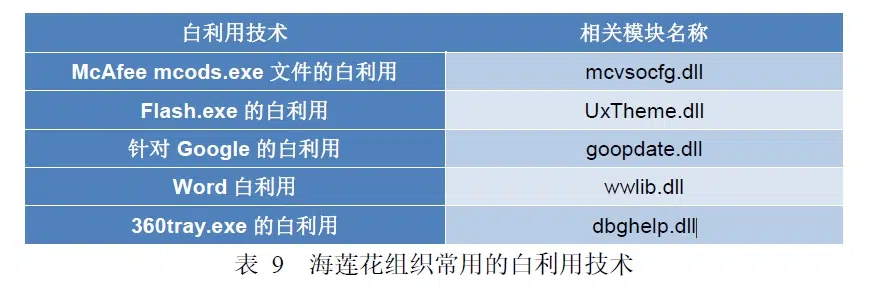 白利用技术 相关模块名称
McAfee mcods.exe 文件的白利用 mcvsocfg.dll
Flash.exe 的白利用 UxTheme.dll
针对 Google 的白利用 goopdate.dll
Word 白利用 wwlib.dll
360tray.exe 的白利用 dbghelp.dll
表 9 海莲花组织常用的白利用技术